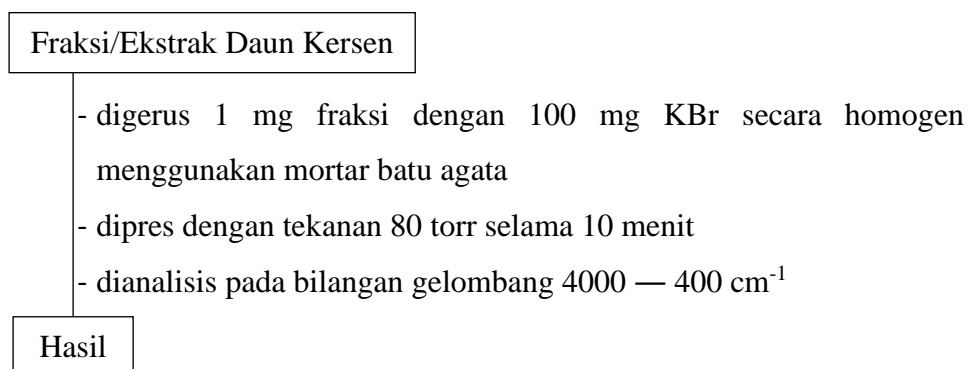 Fraksi/Ekstrak Daun Kersen
- digerus 1 mg fraksi dengan 100 mg KBr secara homogen
menggunakan mortar batu agata
- dipres dengan tekanan 80 torr selama 10 menit
- dianalisis pada bilangan gelombang 4000 — 400 cm⁻¹
Hasil